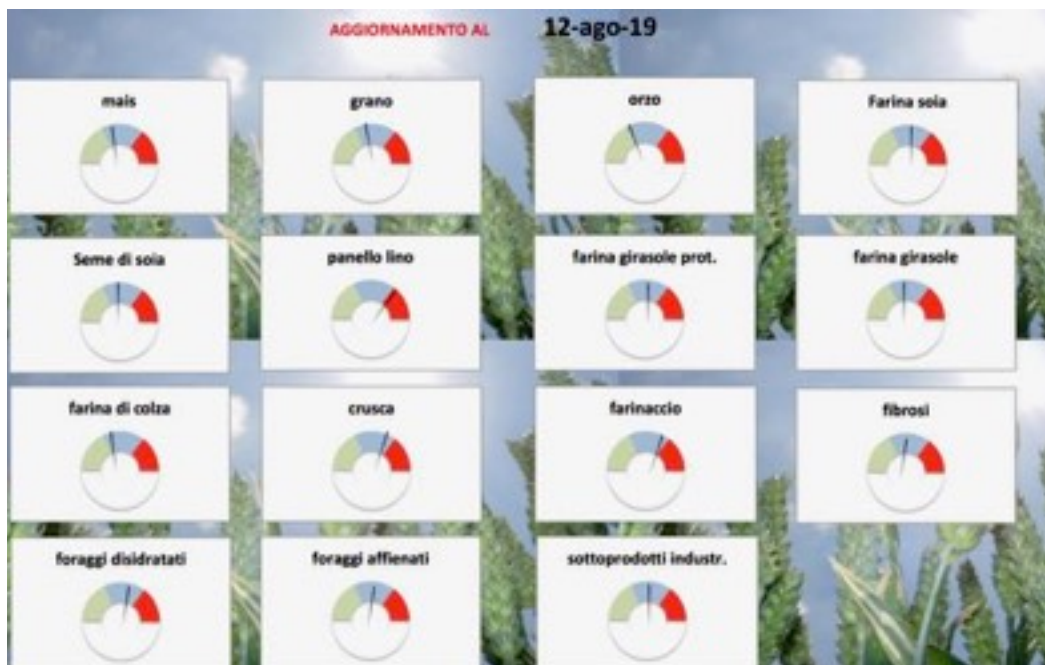 AGGIORNAMENTO AL 12-ago-19
mais
grano
orzo
Farina soia
Seme di soia
panello lino
farina girasole prot.
farina girasole
farina di colza
crusca
farinaccio
fibrosi
foraggi disidratati
foraggi affienati
sottoprodotti industr.